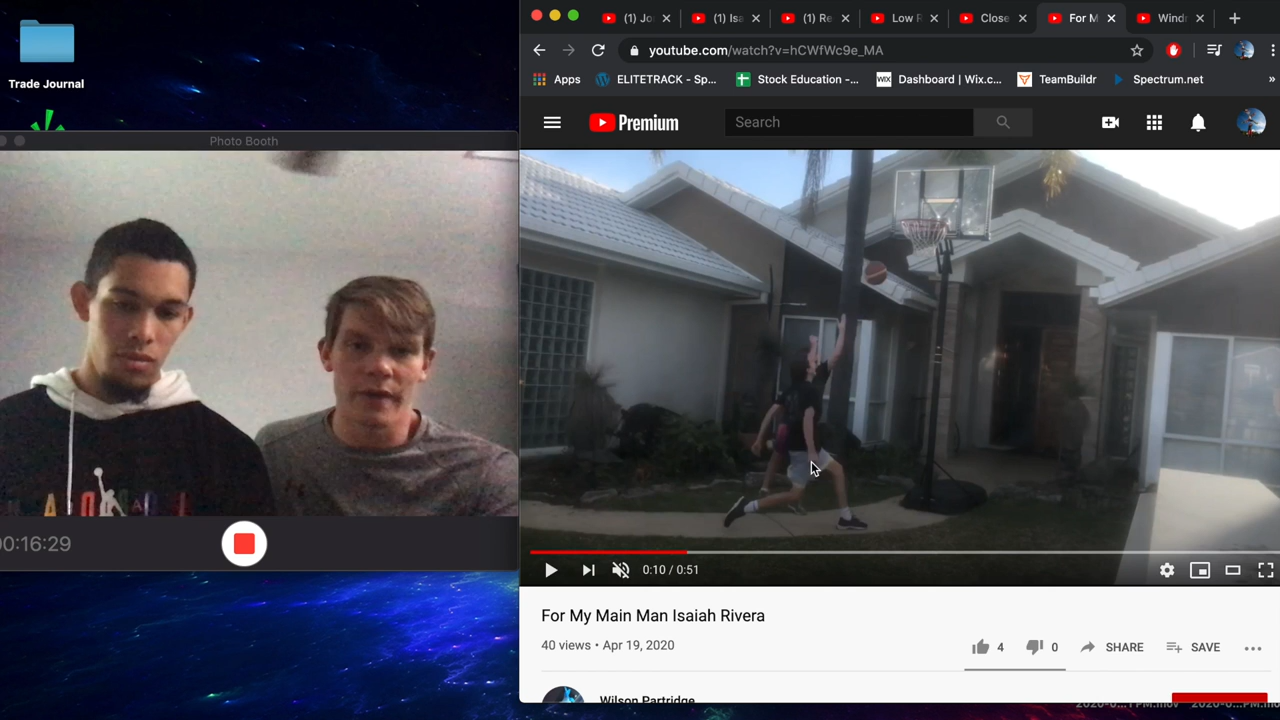 (1) Jo
(1) Isa
(1) Re
Low R
Close
For M
Windr
youtube.com/watch?v=hCWfWc9e_MA
Apps
ELITETRACK - Sp...
Stock Education -...
WIX
Dashboard | Wix.c...
TeamBuildr
Spectrum.net
»
Trade Journal
Premium
Search
Photo Booth
00:16:29
0:10 / 0:51
For My Main Man Isaiah Rivera
40 views • Apr 19, 2020
4
0
SHARE
SAVE
Wilson Partridge